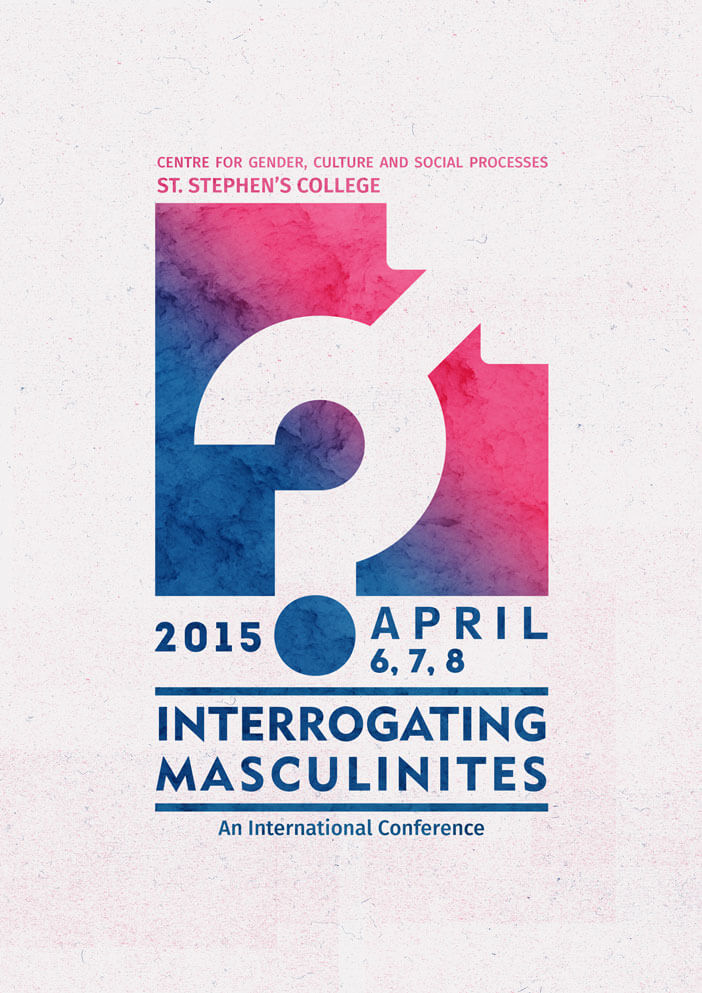 CENTRE FOR GENDER, CULTURE AND SOCIAL PROCESSES
ST. STEPHEN'S COLLEGE
2015
APRIL
6, 7, 8
INTERROGATING
MASCULINITES
An International Conference